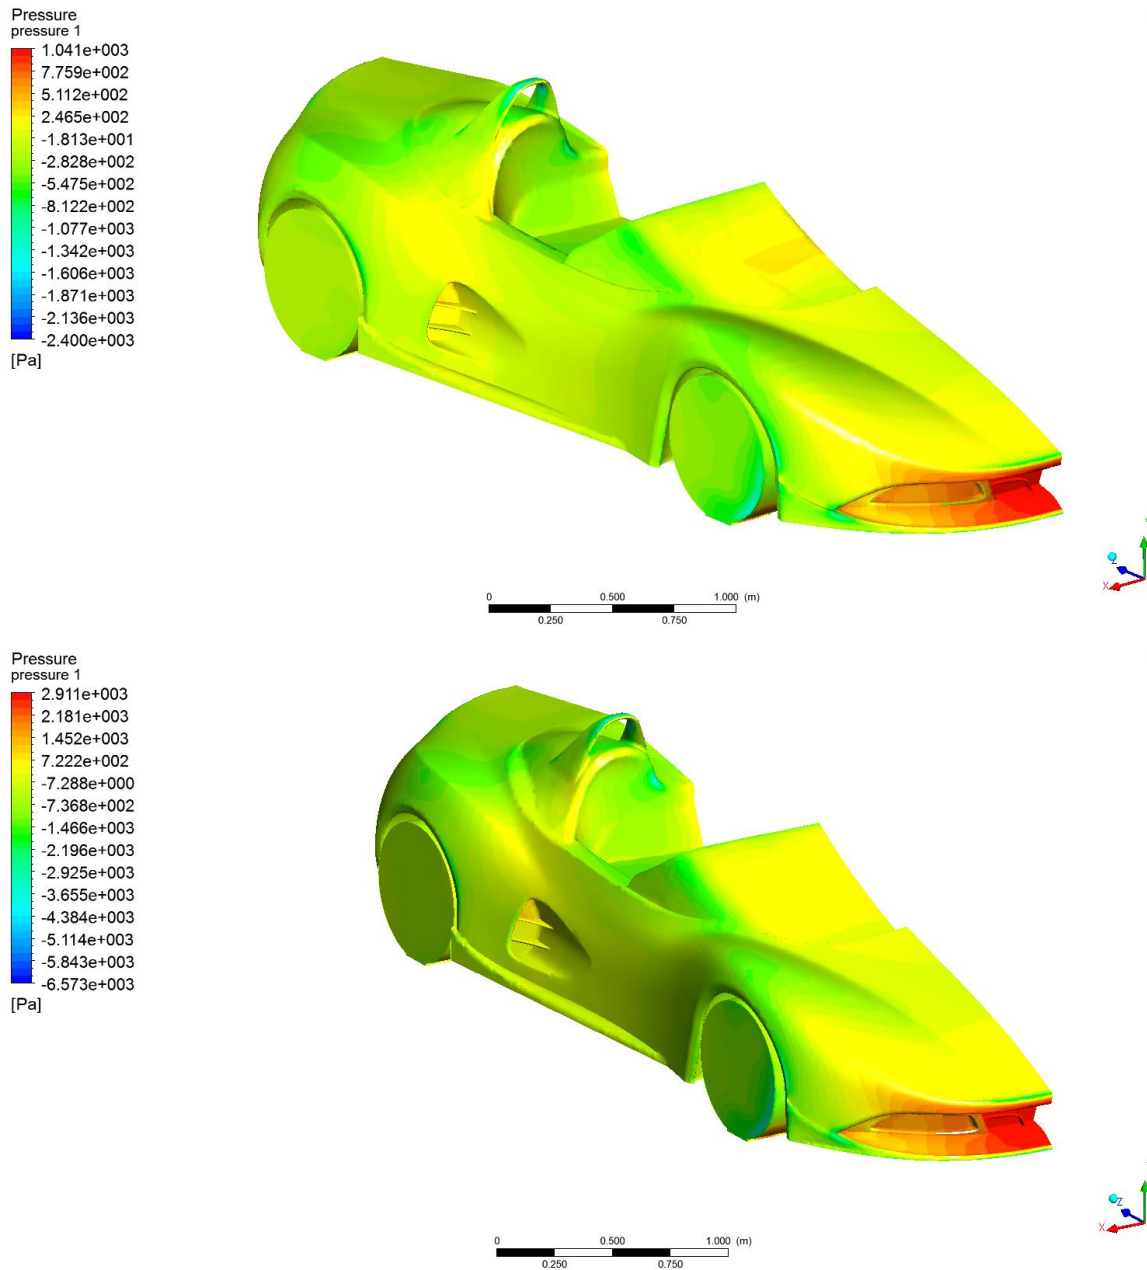 Pressure
pressure 1
1.041e+003
7.759e+002
5.112e+002
2.465e+002
-1.813e+001
-2.828e+002
-5.475e+002
-8.122e+002
-1.077e+003
-1.342e+003
-1.606e+003
-1.871e+003
-2.136e+003
-2.400e+003
[Pa]
Z
X
0 0.500 1.000 (m)
0.250 0.750
Pressure
pressure 1
2.911e+003
2.181e+003
1.452e+003
7.222e+002
-7.288e+000
-7.368e+002
-1.466e+003
-2.196e+003
-2.925e+003
-3.655e+003
-4.384e+003
-5.114e+003
-5.843e+003
-6.573e+003
[Pa]
Z
X
0 0.500 1.000 (m)
0.250 0.750